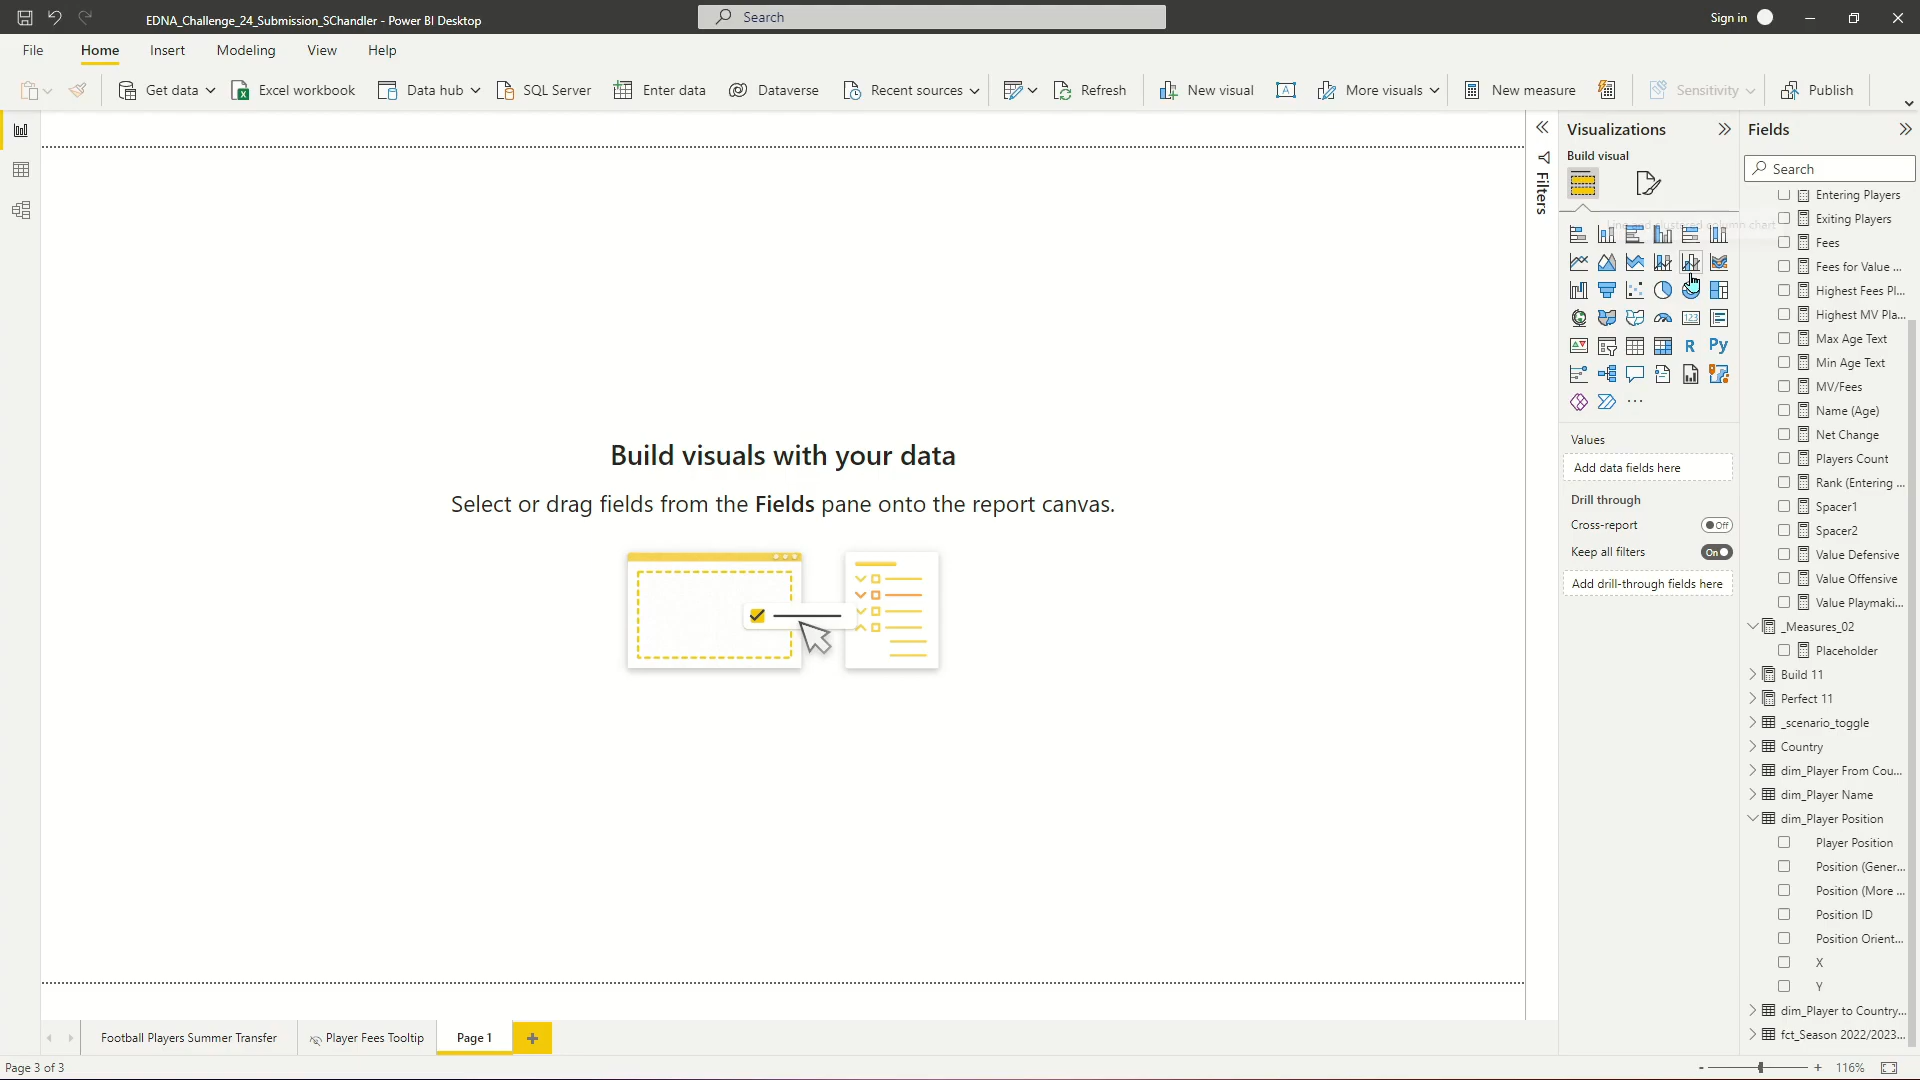 EDNA_Challenge_24_Submission_SChandler - Power BI Desktop
Search
Sign in
File
Home
Insert
Modeling
View
Help
Get data
Excel workbook
Data hub
SQL Server
Enter data
Dataverse
Recent sources
Refresh
New visual
More visuals
New measure
Sensitivity
Publish
Filters
Visualizations
Build visual
Line and clustered column chart
R
Py
123
Values
Add data fields here
Drill through
Cross-report
Off
Keep all filters
On
Add drill-through fields here
Fields
Search
Entering Players
Exiting Players
Fees
Fees for Value ...
Highest Fees Pl...
Highest MV Pla...
Max Age Text
Min Age Text
MV/Fees
Name (Age)
Net Change
Players Count
Rank (Entering ...
Spacer1
Spacer2
Value Defensive
Value Offensive
Value Playmaki...
_Measures_02
Placeholder
Build 11
Perfect 11
_scenario_toggle
Country
dim_Player From Cou...
dim_Player Name
dim_Player Position
Player Position
Position (Gener...
Position (More ...
Position ID
Position Orient...
X
Y
dim_Player to Country...
fct_Season 2022/2023...
Build visuals with your data
Select or drag fields from the Fields pane onto the report canvas.
Football Players Summer Transfer
Player Fees Tooltip
Page 1
Page 3 of 3
- + 116%